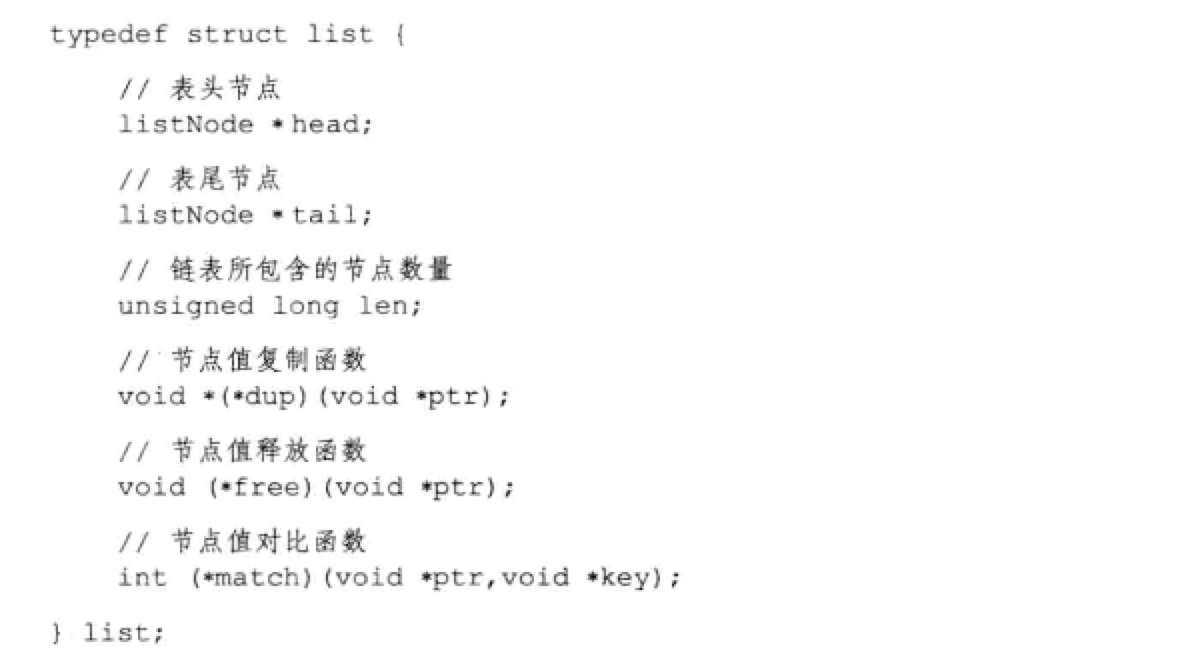 typedef struct list {
// 表头节点
listNode *head;
// 表尾节点
listNode *tail;
// 链表所包含的节点数量
unsigned long len;
// 节点值复制函数
void *(*dup)(void *ptr);
// 节点值释放函数
void (*free)(void *ptr);
// 节点值对比函数
int (*match)(void *ptr,void *key);
} list;